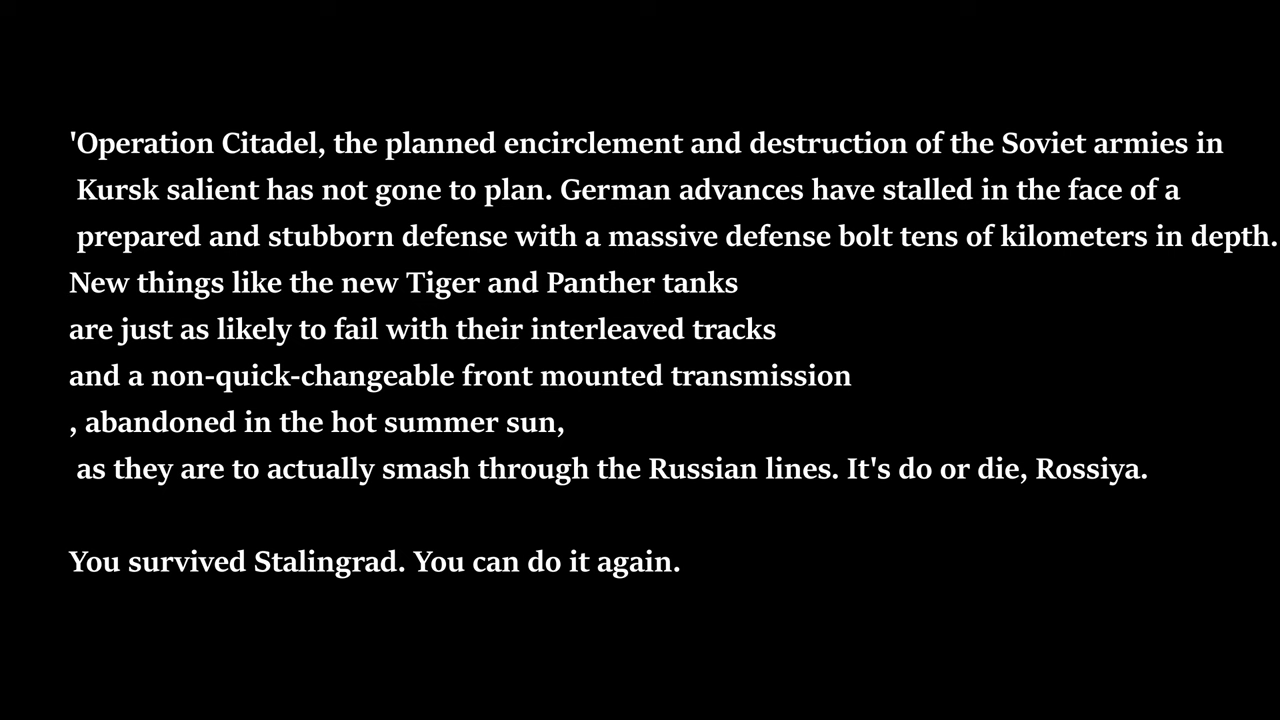 'Operation Citadel, the planned encirclement and destruction of the Soviet armies in
Kursk salient has not gone to plan. German advances have stalled in the face of a
prepared and stubborn defense with a massive defense bolt tens of kilometers in depth.
New things like the new Tiger and Panther tanks
are just as likely to fail with their interleaved tracks
and a non-quick-changeable front mounted transmission
, abandoned in the hot summer sun,
as they are to actually smash through the Russian lines. It's do or die, Rossiya.
You survived Stalingrad. You can do it again.